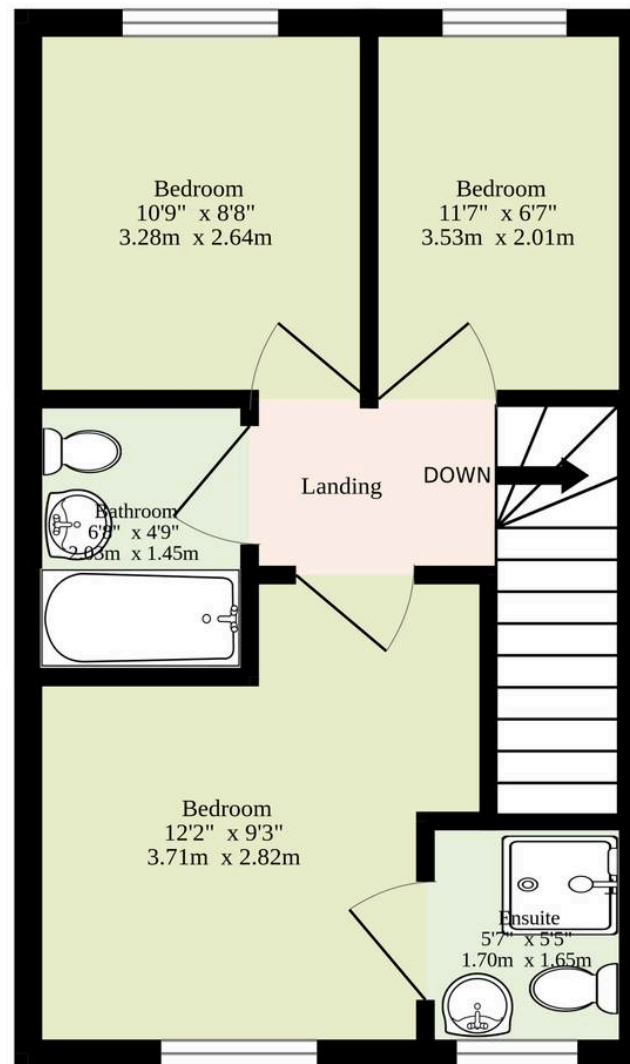 Bedroom
10'9" x 8'8"
3.28m x 2.64m
Bedroom
11'7" x 6'7"
3.53m x 2.01m
Landing
DOWN
Bathroom
6'8" x 4'9"
2.03m x 1.45m
Bedroom
12'2" x 9'3"
3.71m x 2.82m
Ensuite
5'7" x 5'5"
1.70m x 1.65m